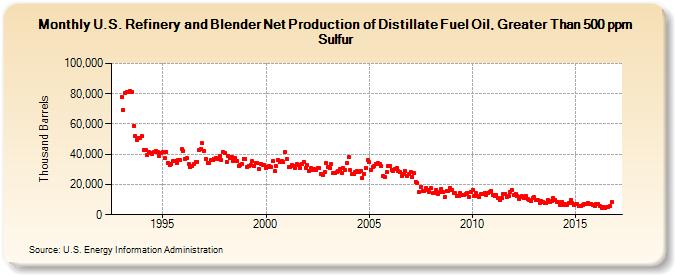 Monthly U.S. Refinery and Blender Net Production of Distillate Fuel Oil, Greater Than 500 ppm
Sulfur
Thousand Barrels
100,000
80,000
60,000
40,000
20,000
0
1995
2000
2005
2010
2015
Source: U.S. Energy Information Administration